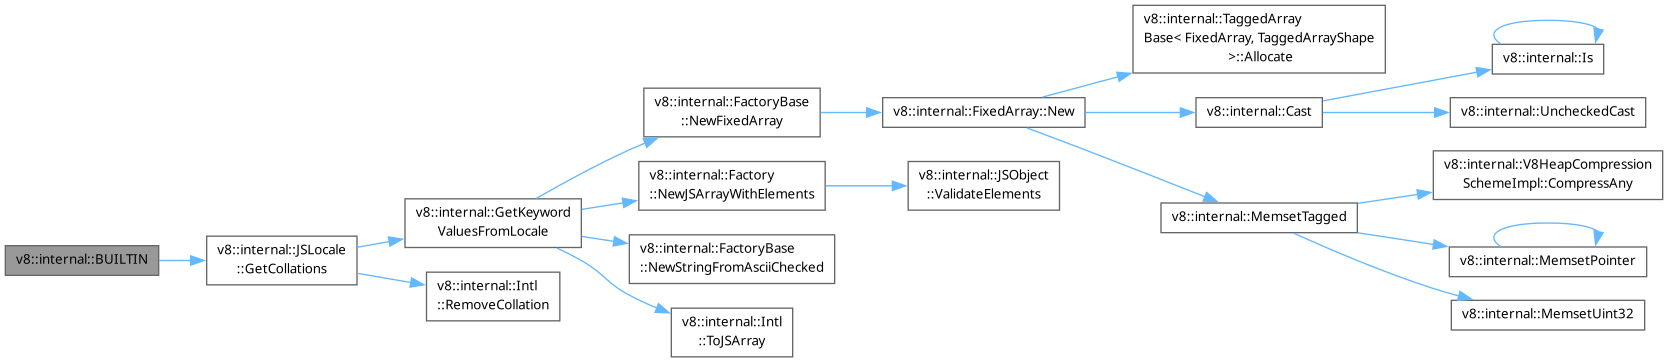 v8::internal::BUILTIN
v8::internal::JSLocale
::GetCollations
v8::internal::GetKeyword
ValuesFromLocale
v8::internal::Intl
::RemoveCollation
v8::internal::FactoryBase
::NewFixedArray
v8::internal::Factory
::NewJSArrayWithElements
v8::internal::FactoryBase
::NewStringFromAsciiChecked
v8::internal::Intl
::ToJSArray
v8::internal::FixedArray::New
v8::internal::JSObject
::ValidateElements
v8::internal::TaggedArray
Base< FixedArray, TaggedArrayShape
>::Allocate
v8::internal::Cast
v8::internal::MemsetTagged
v8::internal::Is
v8::internal::UncheckedCast
v8::internal::V8HeapCompression
SchemeImpl::CompressAny
v8::internal::MemsetPointer
v8::internal::MemsetUint32